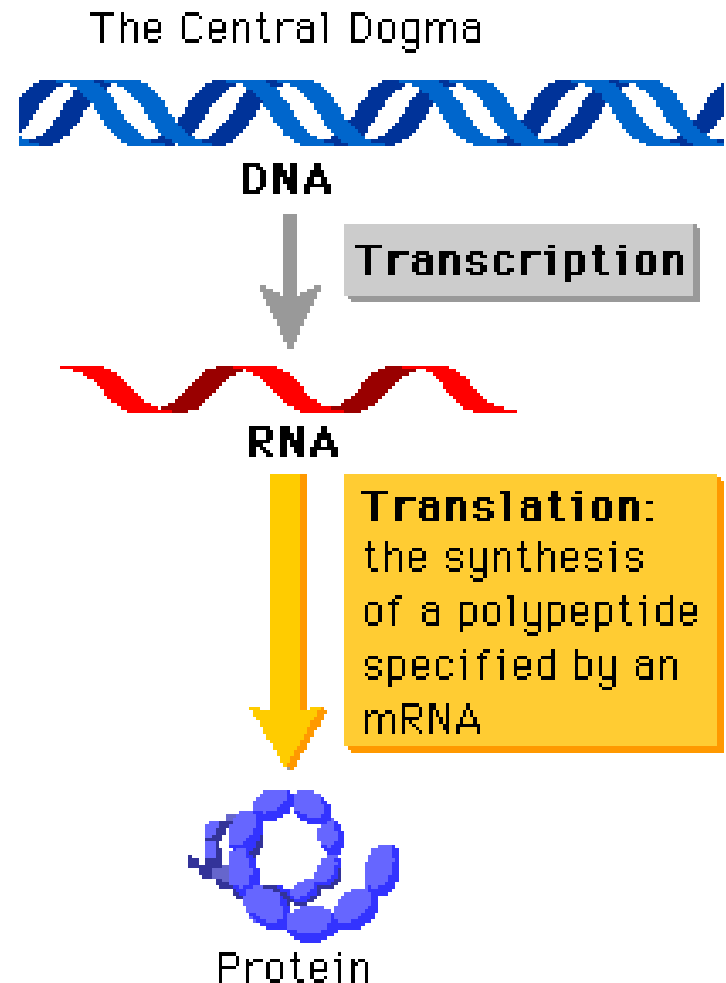 The Central Dogma
DNA
Transcription
RNA
Translation:
the synthesis
of a polypeptide
specified by an
mRNA
Protein